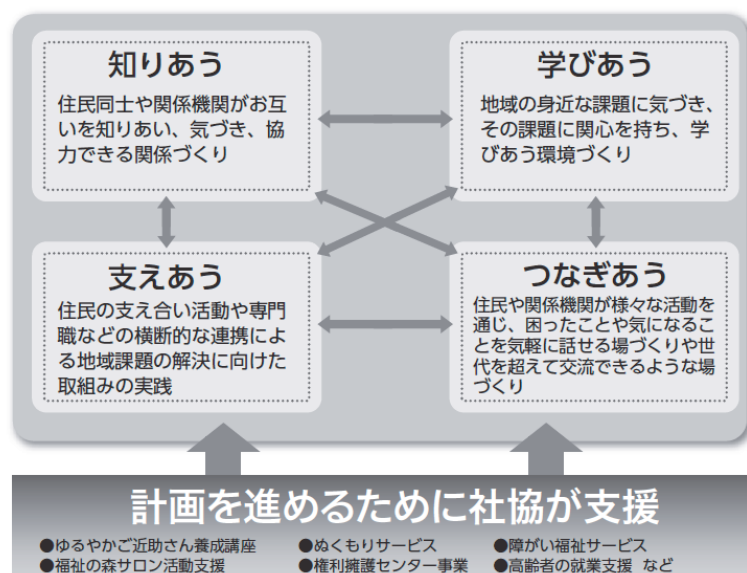 知りあう
住民同士や関係機関がお互
いを知りあい、気づき、協
力できる関係づくり
学びあう
地域の身近な課題に気づき、
その課題に関心を持ち、学
びあう環境づくり
支えあう
住民の支え合い活動や専門
職などの横断的な連携によ
る地域課題の解決に向けた
取組みの実践
つなぎあう
住民や関係機関が様々な活動を
通じ、困ったことや気になるこ
とを気軽に話せる場づくりや世
代を超えて交流できるような場
づくり
計画を進めるために社協が支援
●ゆるやかご近助さん養成講座 ●ぬくもりサービス ●障がい福祉サービス
●福祉の森サロン活動支援 ●権利擁護センター事業 ●高齢者の就業支援 など